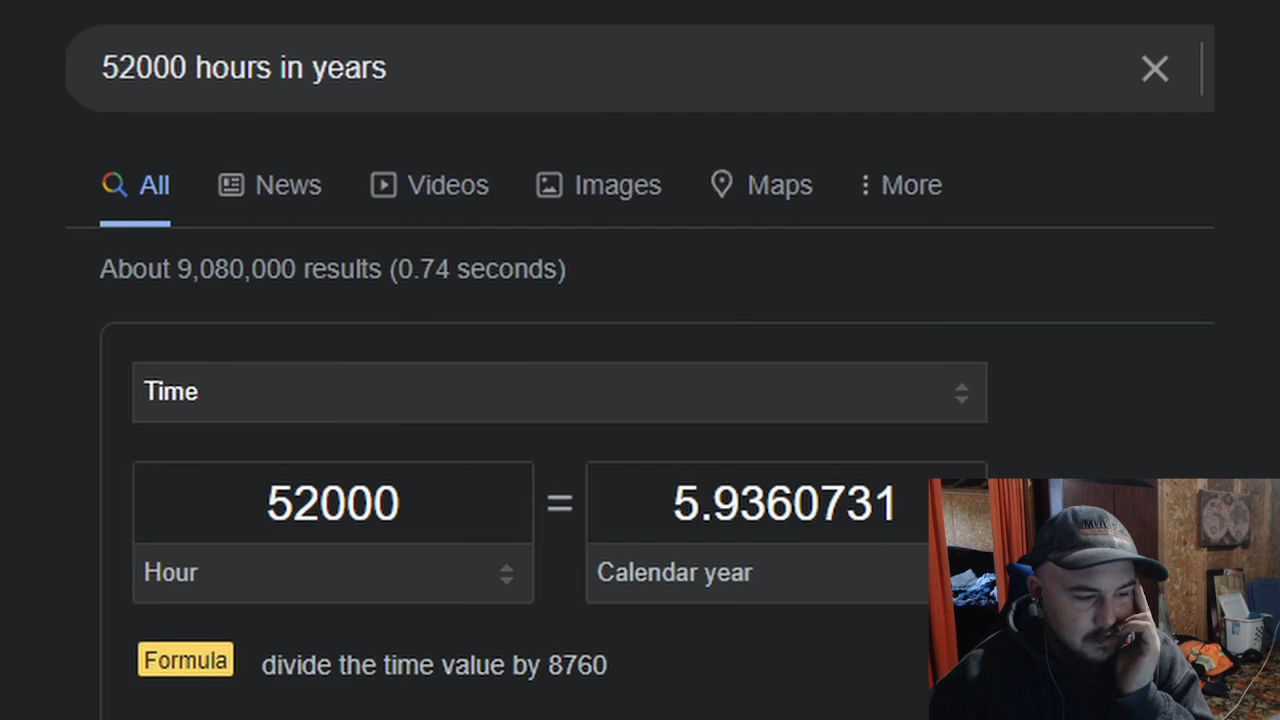 52000 hours in years
All News Videos Images Maps More
About 9,080,000 results (0.74 seconds)
Time
52000 = 5.9360731
Hour Calendar year
Formula divide the time value by 8760